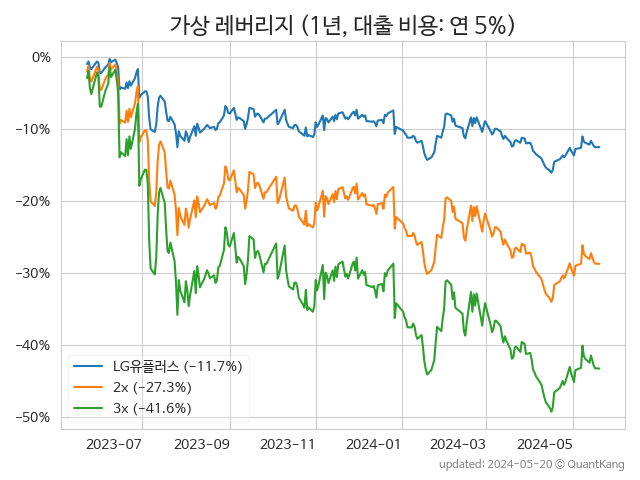 가상 레버리지 (1년, 대출 비용: 연 5%)
0%
−10%
−20%
−30%
−40%
−50%
LG유플러스 (−11.7%)
2x (−27.3%)
3x (−41.6%)
2023-07
2023-09
2023-11
2024-01
2024-03
2024-05
updated: 2024-05-20 © QuantKang